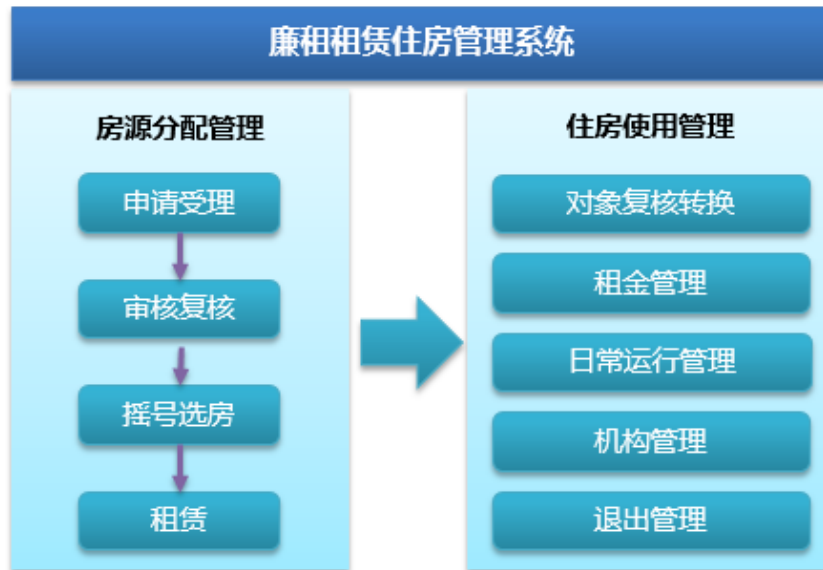 廉租租赁住房管理系统
房源分配管理
申请受理
审核复核
摇号选房
租赁
住房使用管理
对象复核转换
租金管理
日常运行管理
机构管理
退出管理